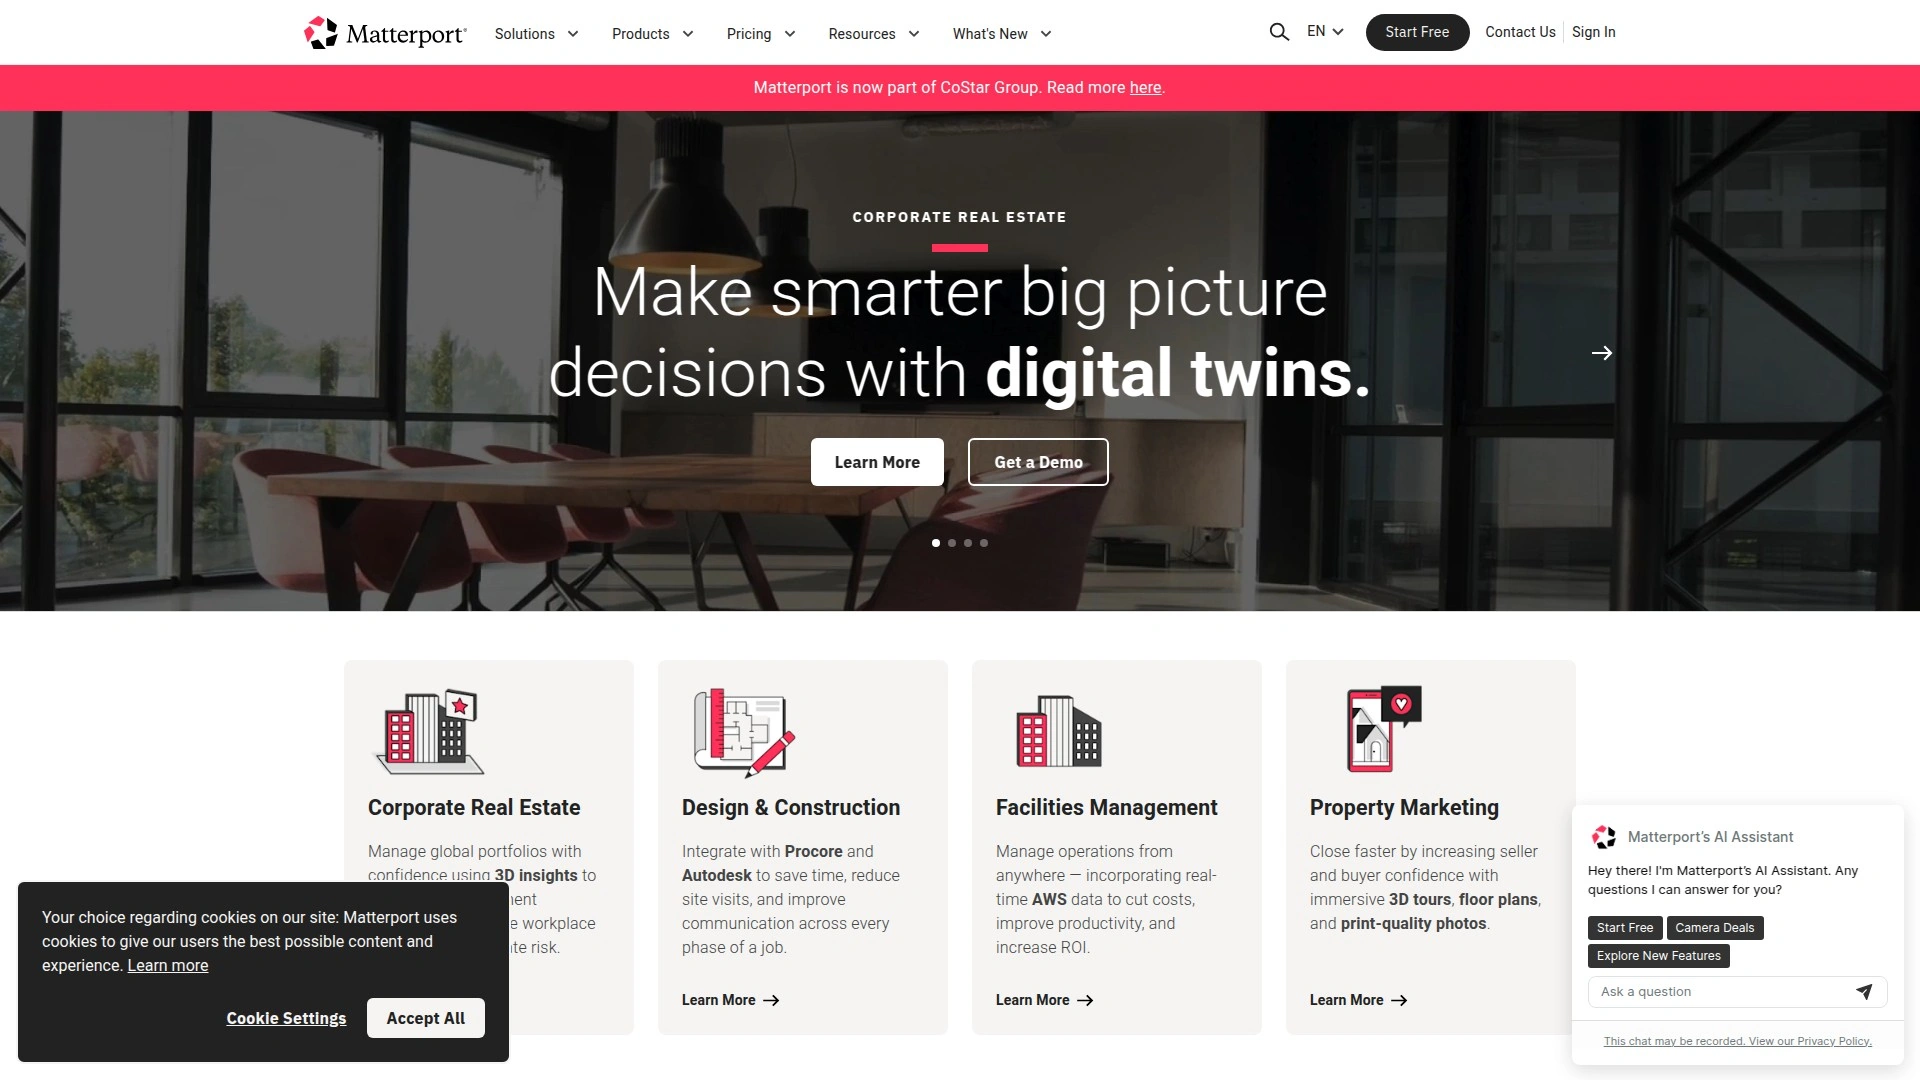 Matterport®
Solutions
Products
Pricing
Resources
What's New
EN
Start Free
Contact Us
Sign In
Matterport is now part of CoStar Group. Read more here.
CORPORATE REAL ESTATE
Make smarter big picture
decisions with digital twins.
Learn More
Get a Demo
Corporate Real Estate
Manage global portfolios with
confidence using 3D insights to
workplace
risk.
Design & Construction
Integrate with Procore and
Autodesk to save time, reduce
site visits, and improve
communication across every
phase of a job.
Learn More
Facilities Management
Manage operations from
anywhere — incorporating real-
time AWS data to cut costs,
improve productivity, and
increase ROI.
Learn More
Property Marketing
Close faster by increasing seller
and buyer confidence with
immersive 3D tours, floor plans,
and print-quality photos.
Learn More
Your choice regarding cookies on our site: Matterport uses
cookies to give our users the best possible content and
experience. Learn more
Cookie Settings
Accept All
Matterport's AI Assistant
Hey there! I'm Matterport's AI Assistant. Any
questions I can answer for you?
Start Free
Camera Deals
Explore New Features
Ask a question
This chat may be recorded. View our Privacy Policy.